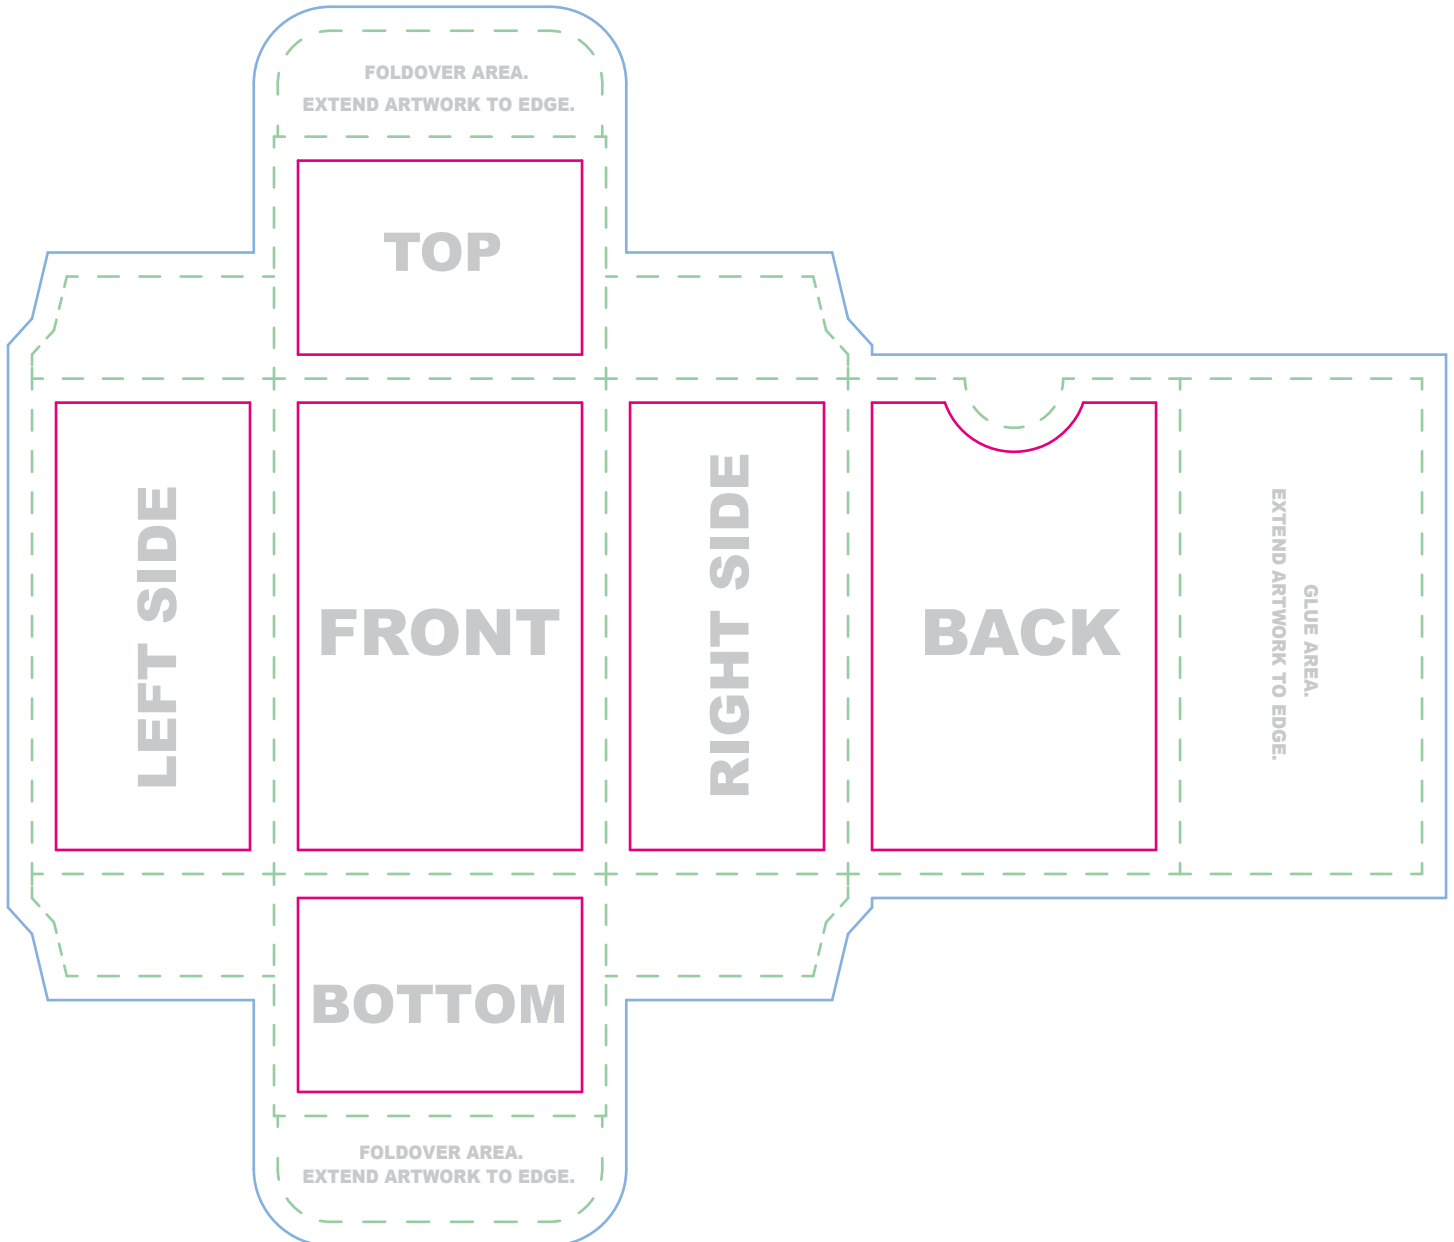 FOLDOVER AREA.
EXTEND ARTWORK TO EDGE.
TOP
LEFT SIDE
FRONT
RIGHT SIDE
BACK
GLUE AREA.
EXTEND ARTWORK TO EDGE.
BOTTOM
FOLDOVER AREA.
EXTEND ARTWORK TO EDGE.